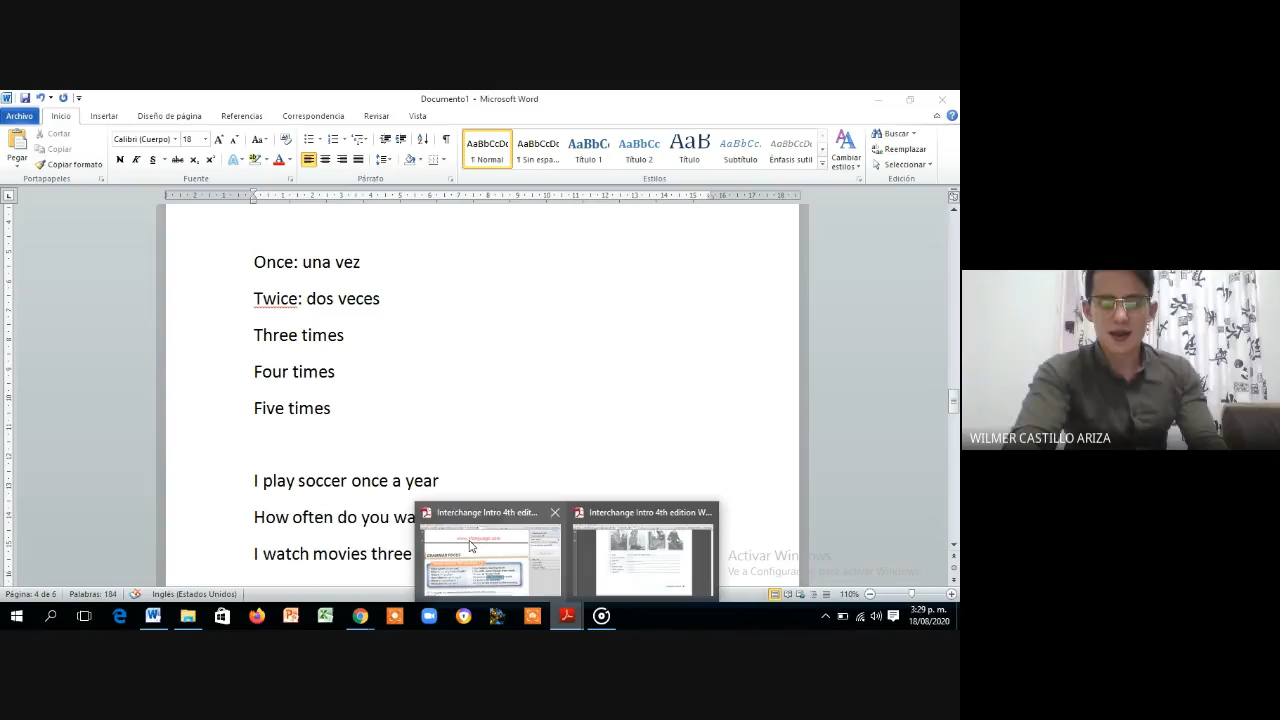 Documento1 - Microsoft Word
Archivo Inicio Insertar Diseño de página Referencias Correspondencia Revisar Vista
Pegar
Cortar
Copiar
Copiar formato
Portapapeles
Calibri (Cuerpo) 18
Fuente
Párrafo
AaBbCcDc AaBbCcDc AaBbC AaBbCc AaB AaBbCc. AaBbCcDc
¶ Normal ¶ Sin espa... Título 1 Título 2 Título Subtítulo Énfasis sutil
Cambiar estilos
Estilos
Buscar
Reemplazar
Seleccionar
Edición
Once: una vez
Twice: dos veces
Three times
Four times
Five times
I play soccer once a year
How often do you wa
I watch movies three
Interchange Intro 4th edit...
Interchange Intro 4th edition W...
GRAMMAR FOCUS
Activar Windows
Ve a Configuración para activar Windows
Página: 4 de 6 Palabras: 184 Inglés (Estados Unidos) 110%
3:29 p. m.
18/08/2020
WILMER CASTILLO ARIZA